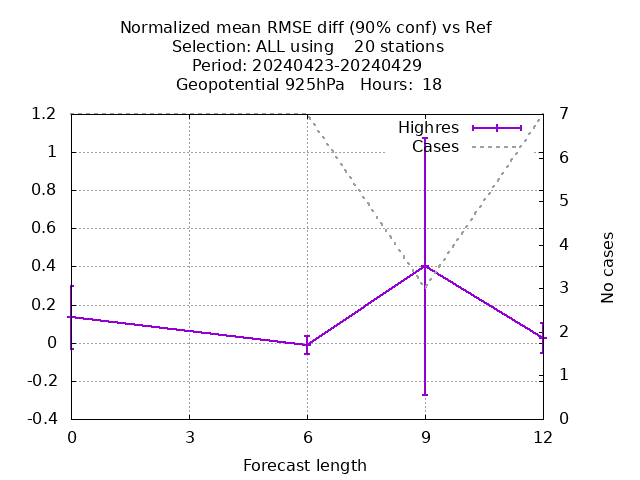 Normalized mean RMSE diff (90% conf) vs Ref
Selection: ALL using    20 stations
Period: 20240423-20240429
Geopotential 925hPa   Hours:  18
Highres
Cases
1.2
1
0.8
0.6
0.4
0.2
0
-0.2
-0.4
7
6
5
4
3
2
1
0
No cases
0 3 6 9 12
Forecast length